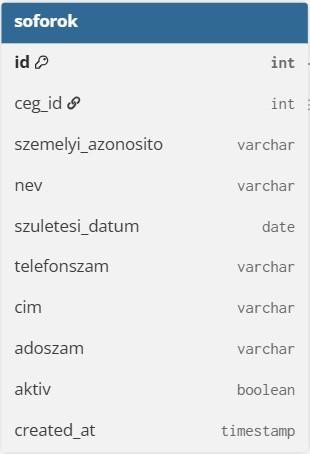 soforok
id int
ceg_id int
szemelyi_azonosito varchar
nev varchar
szuletesi_datum date
telefonszam varchar
cim varchar
adoszam varchar
aktiv boolean
created_at timestamp